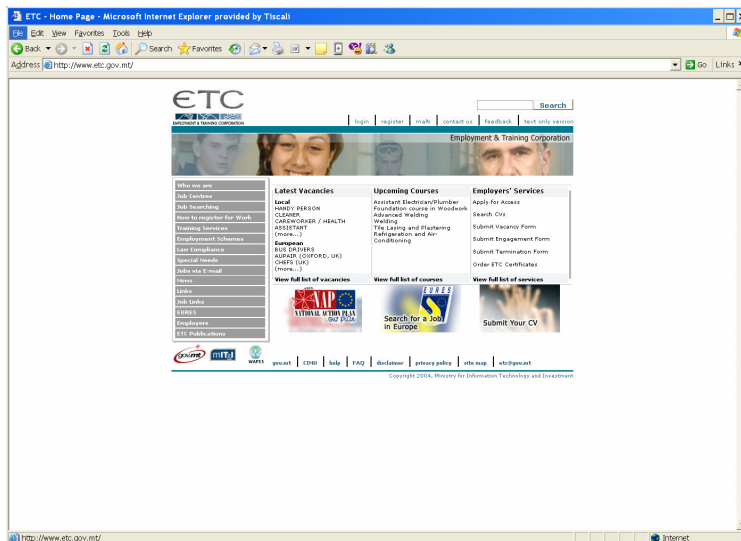 ETC - Home Page - Microsoft Internet Explorer provided by Tiscali
File Edit View Favorites Tools Help
Back Search Favorites
Address http://www.etc.gov.mt/ Go Links
ETC
EMPLOYMENT & TRAINING CORPORATION
Search
login register malti contact us feedback text only version
Employment & Training Corporation
Who we are
Job Centres
Job Searching
How to register for Work
Training Services
Employment Schemes
Law Compliance
Special Needs
Jobs via E-mail
News
Links
Job Links
EURES
Employers
ETC Publications
Latest Vacancies
Local
HANDY PERSON
CLEANER
CAREWORKER / HEALTH
ASSISTANT
(more...)
European
BUS DRIVERS
AUPAIR (OXFORD, UK)
CHEFS (UK)
(more...)
View full list of vacancies
Upcoming Courses
Assistant Electrician/Plumber
Foundation course in Woodwork
Advanced Welding
Welding
Tile Laying and Plastering
Refrigeration and Air-
Conditioning
View full list of courses
Employers' Services
Apply for Access
Search CVs
Submit Vacancy Form
Submit Engagement Form
Submit Termination Form
Order ETC Certificates
View full list of services
NAP
NATIONAL ACTION PLAN
EURES
Search for a Job
in Europe
Submit Your CV
gov.mt
WAPES
gov.mt CIMU help FAQ disclaimer privacy policy site map etc@gov.mt
Copyright 2004, Ministry for Information Technology and Investment
http://www.etc.gov.mt/ Internet